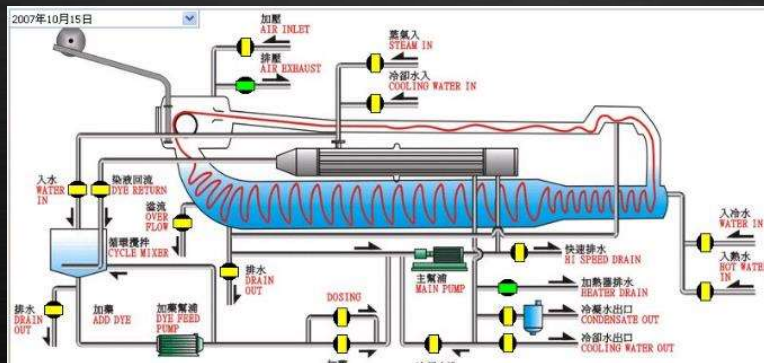 2007年10月15日
加壓
AIR INLET
排壓
AIR EXHAUST
蒸氣入
STEAM IN
冷卻水入
COOLING WATER IN
入水
WATER
IN
染液回流
DYE RETURN
溢流
OVER
FLOW
循環攪拌
CYCLE MIXER
排水
DRAIN
OUT
排水
DRAIN
OUT
加藥
ADD DYE
加藥幫浦
DYE FEED
PUMP
DOSING
主幫浦
MAIN PUMP
快速排水
HI SPEED DRAIN
加熱器排水
HEATER DRAIN
冷凝水出口
CONDENSATE OUT
冷卻水出口
COOLING WATER OUT
入冷水
WATER IN
入熱水
HOT WATER
IN